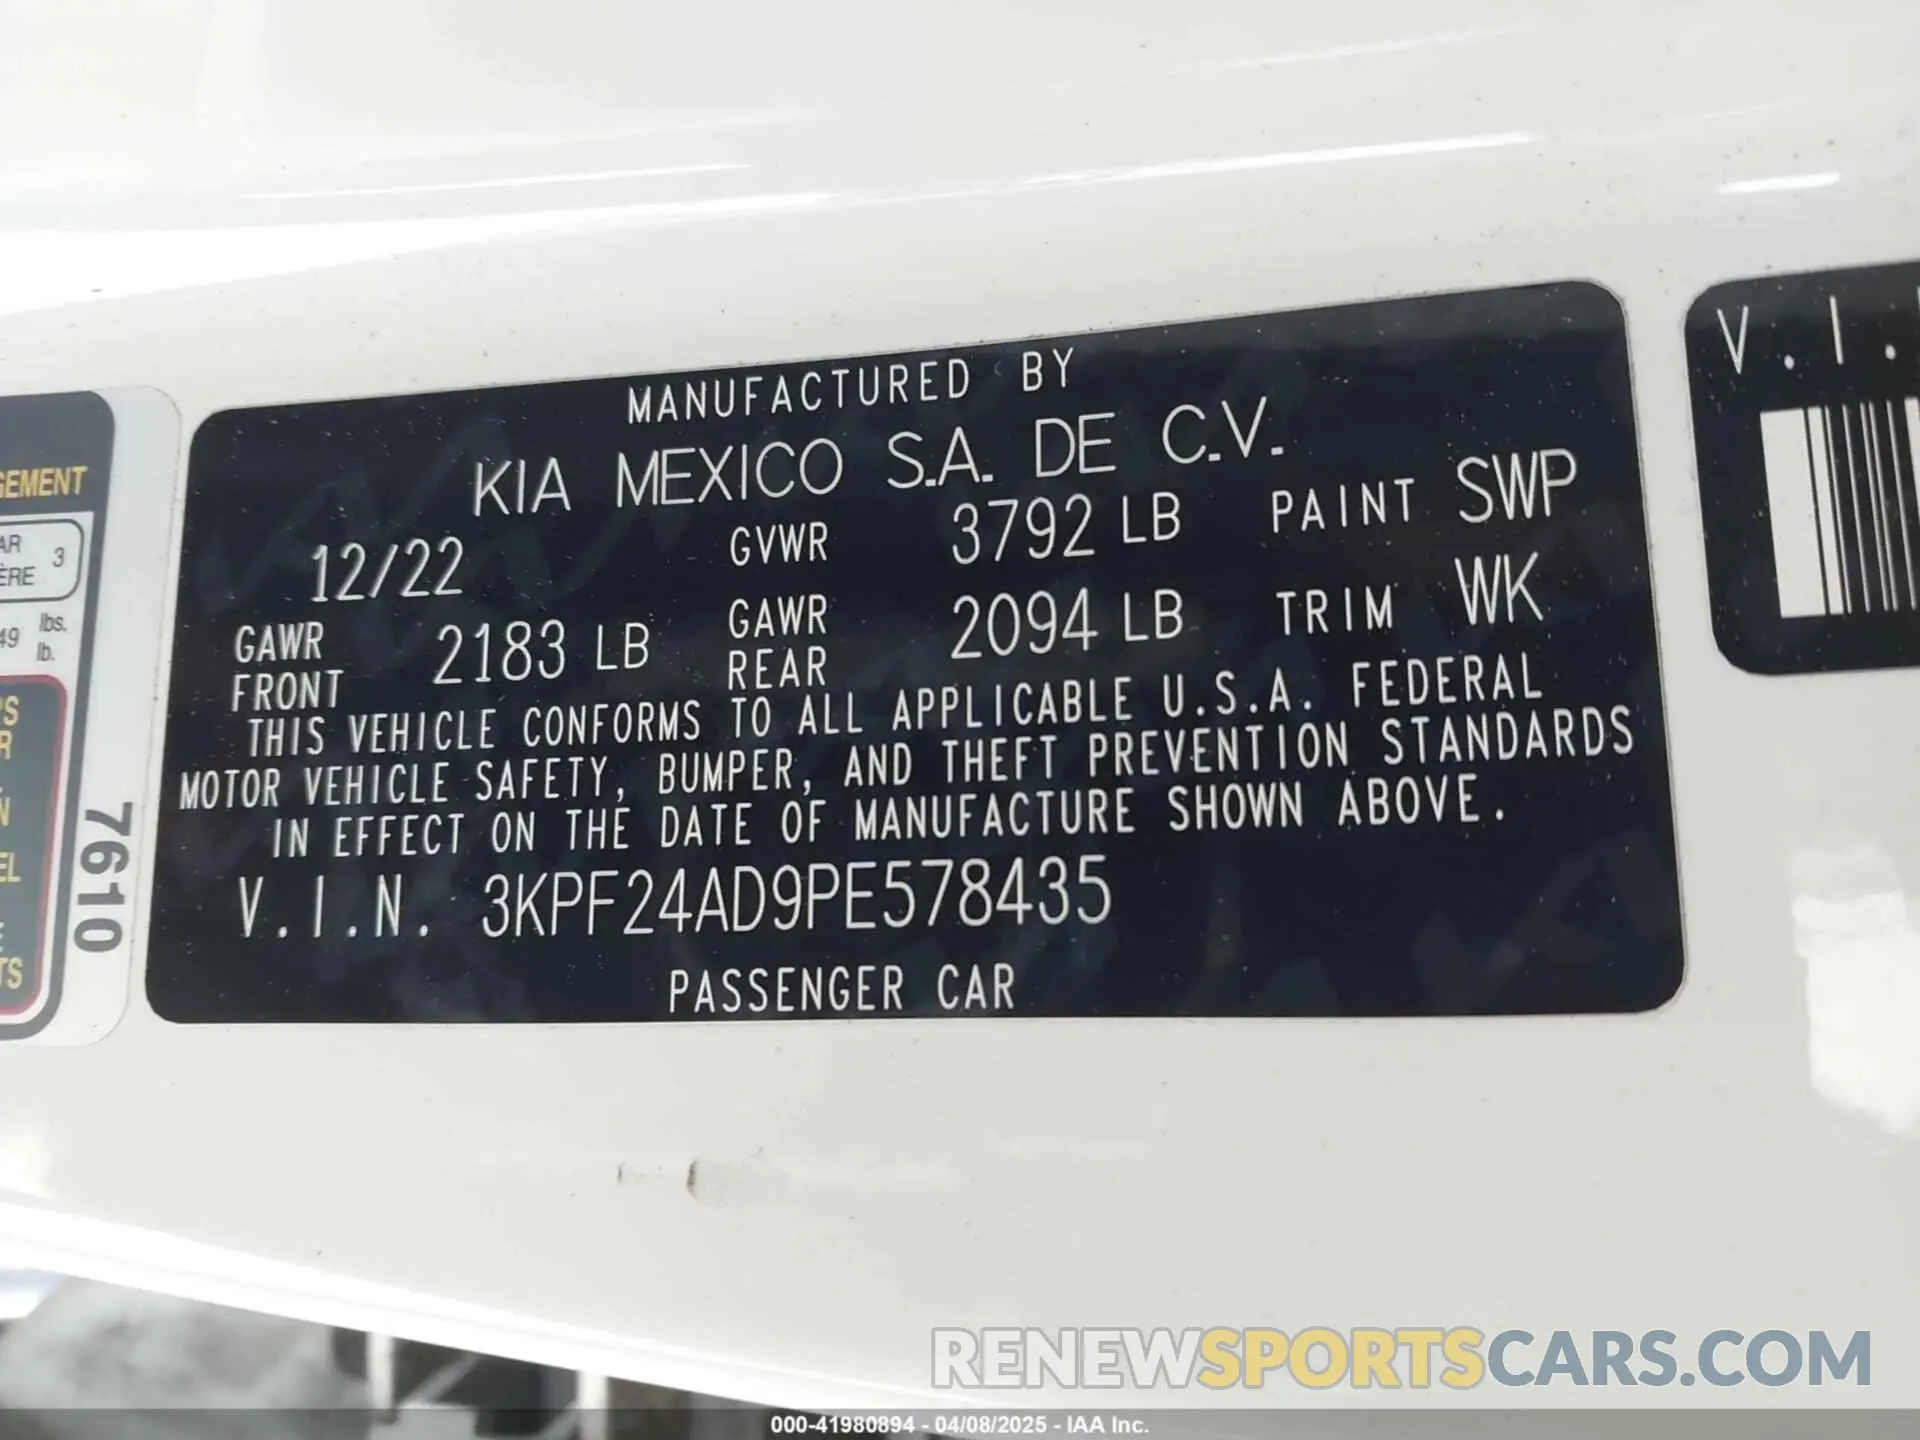 MANUFACTURED BY
KIA MEXICO S.A. DE C.V.
12/22 GVWR 3792 LB PAINT SWP
GAWR FRONT 2183 LB GAWR REAR 2094 LB TRIM WK
THIS VEHICLE CONFORMS TO ALL APPLICABLE U.S.A. FEDERAL
MOTOR VEHICLE SAFETY, BUMPER, AND THEFT PREVENTION STANDARDS
IN EFFECT ON THE DATE OF MANUFACTURE SHOWN ABOVE.
V.I.N. 3KPF24AD9PE578435
PASSENGER CAR
V.I.
3
lbs.
lb.
7610
RENEWSPORTSCARS.COM
000-41980894 - 04/08/2025 - IAA Inc.